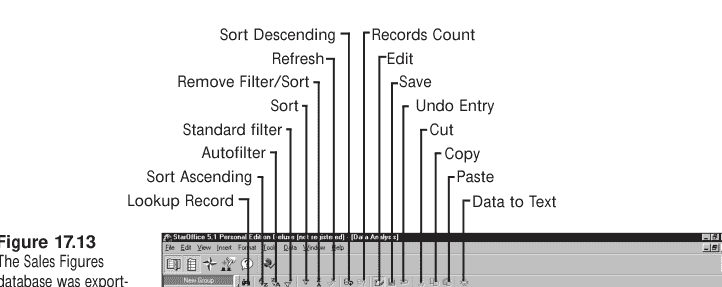 Sort Descending
Records Count
Refresh
Edit
Remove Filter/Sort
Save
Sort
Undo Entry
Standard filter
Cut
Autofilter
Copy
Sort Ascending
Paste
Lookup Record
Data to Text
Figure 17.13
The Sales Figures
database was export-
StarOffice 5.1 Personal Edition Deluxe (not registered) - [Data Analysis]
File Edit View Insert Format Tools Data Window Help
New Group